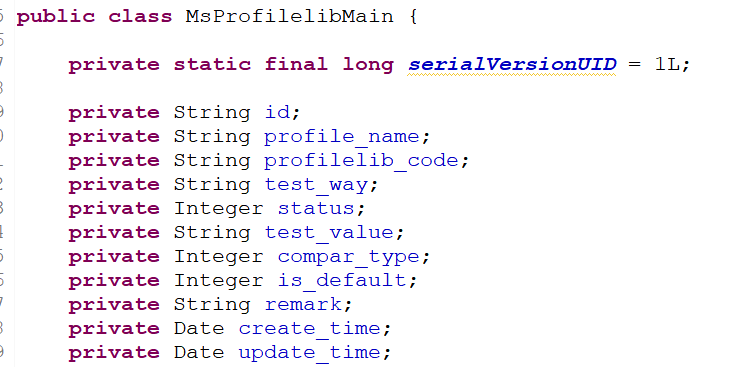 public class MsProfilelibMain {
private static final long serialVersionUID = 1L;
private String id;
private String profile_name;
private String profilelib_code;
private String test_way;
private Integer status;
private String test_value;
private Integer compar_type;
private Integer is_default;
private String remark;
private Date create_time;
private Date update_time;